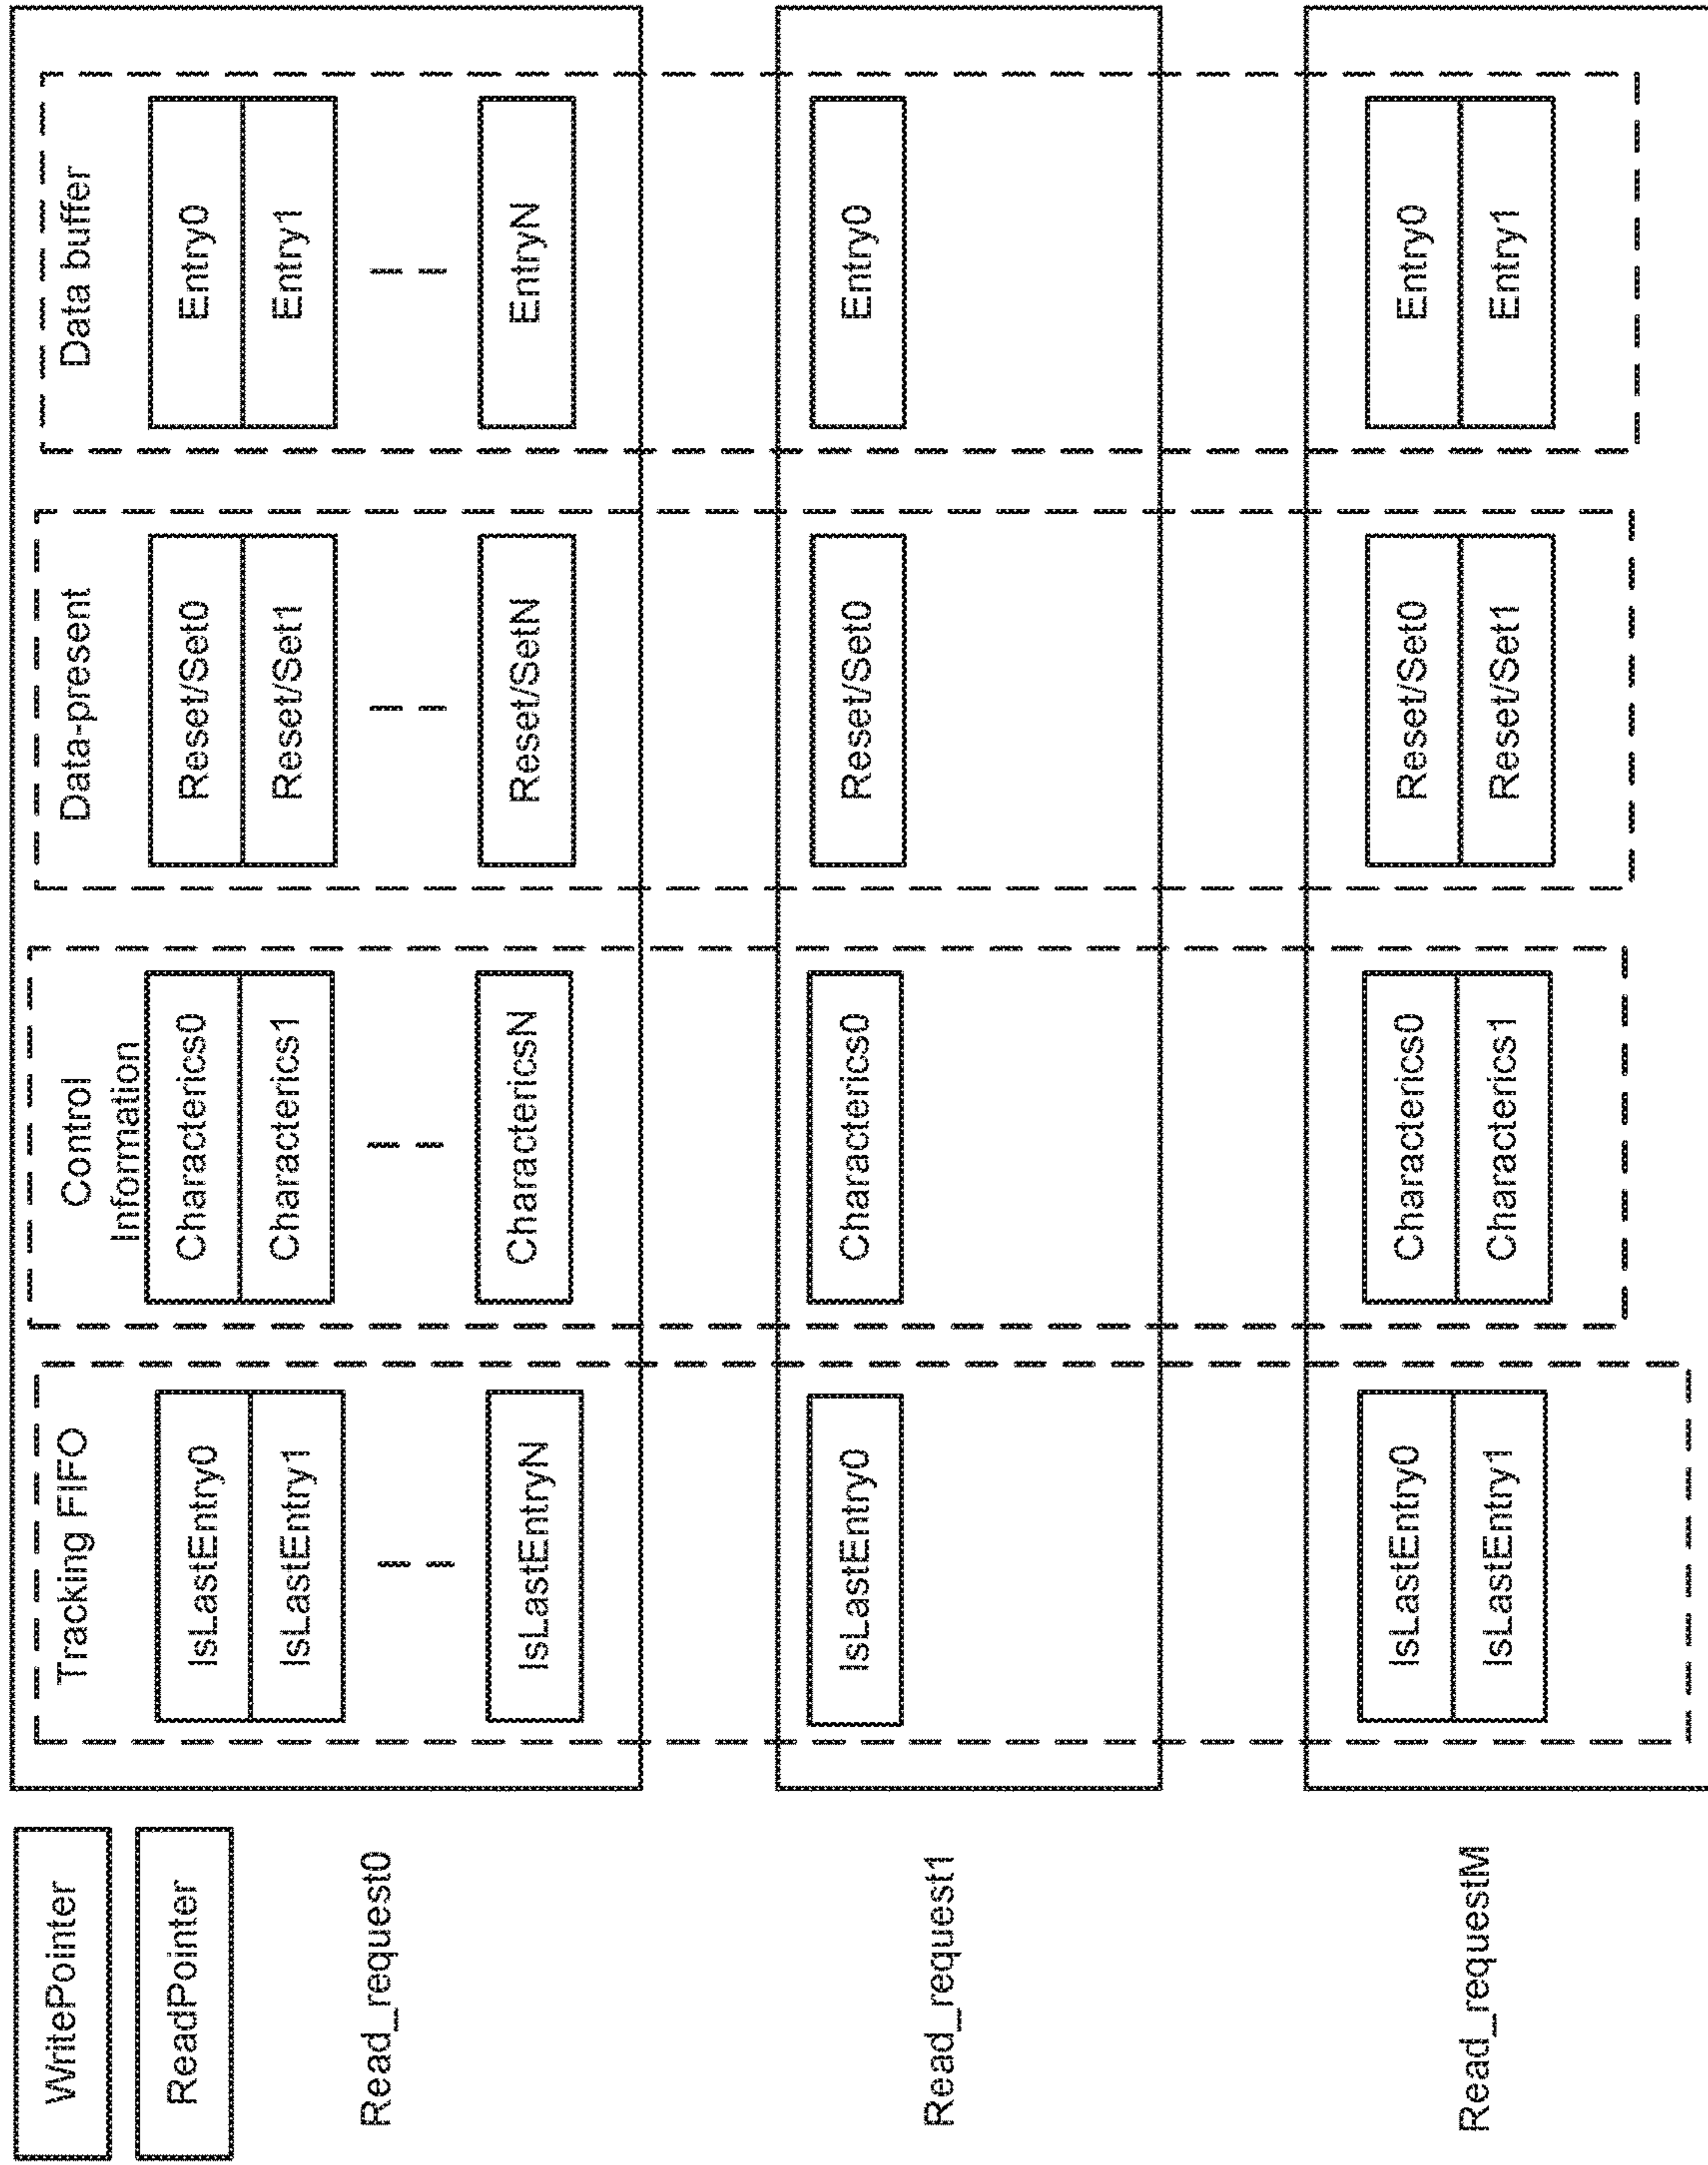 WritePointer
ReadPointer
Tracking FIFO
Control
Information
Data-present
Data buffer
Read_request0
IsLastEntry0
Characterics0
Reset/Set0
Entry0
IsLastEntry1
Characterics1
Reset/Set1
Entry1
IsLastEntryN
CharactericsN
Reset/SetN
EntryN
Read_request1
IsLastEntry0
Characterics0
Reset/Set0
Entry0
Read_requestM
IsLastEntry0
Characterics0
Reset/Set0
Entry0
IsLastEntry1
Characterics1
Reset/Set1
Entry1